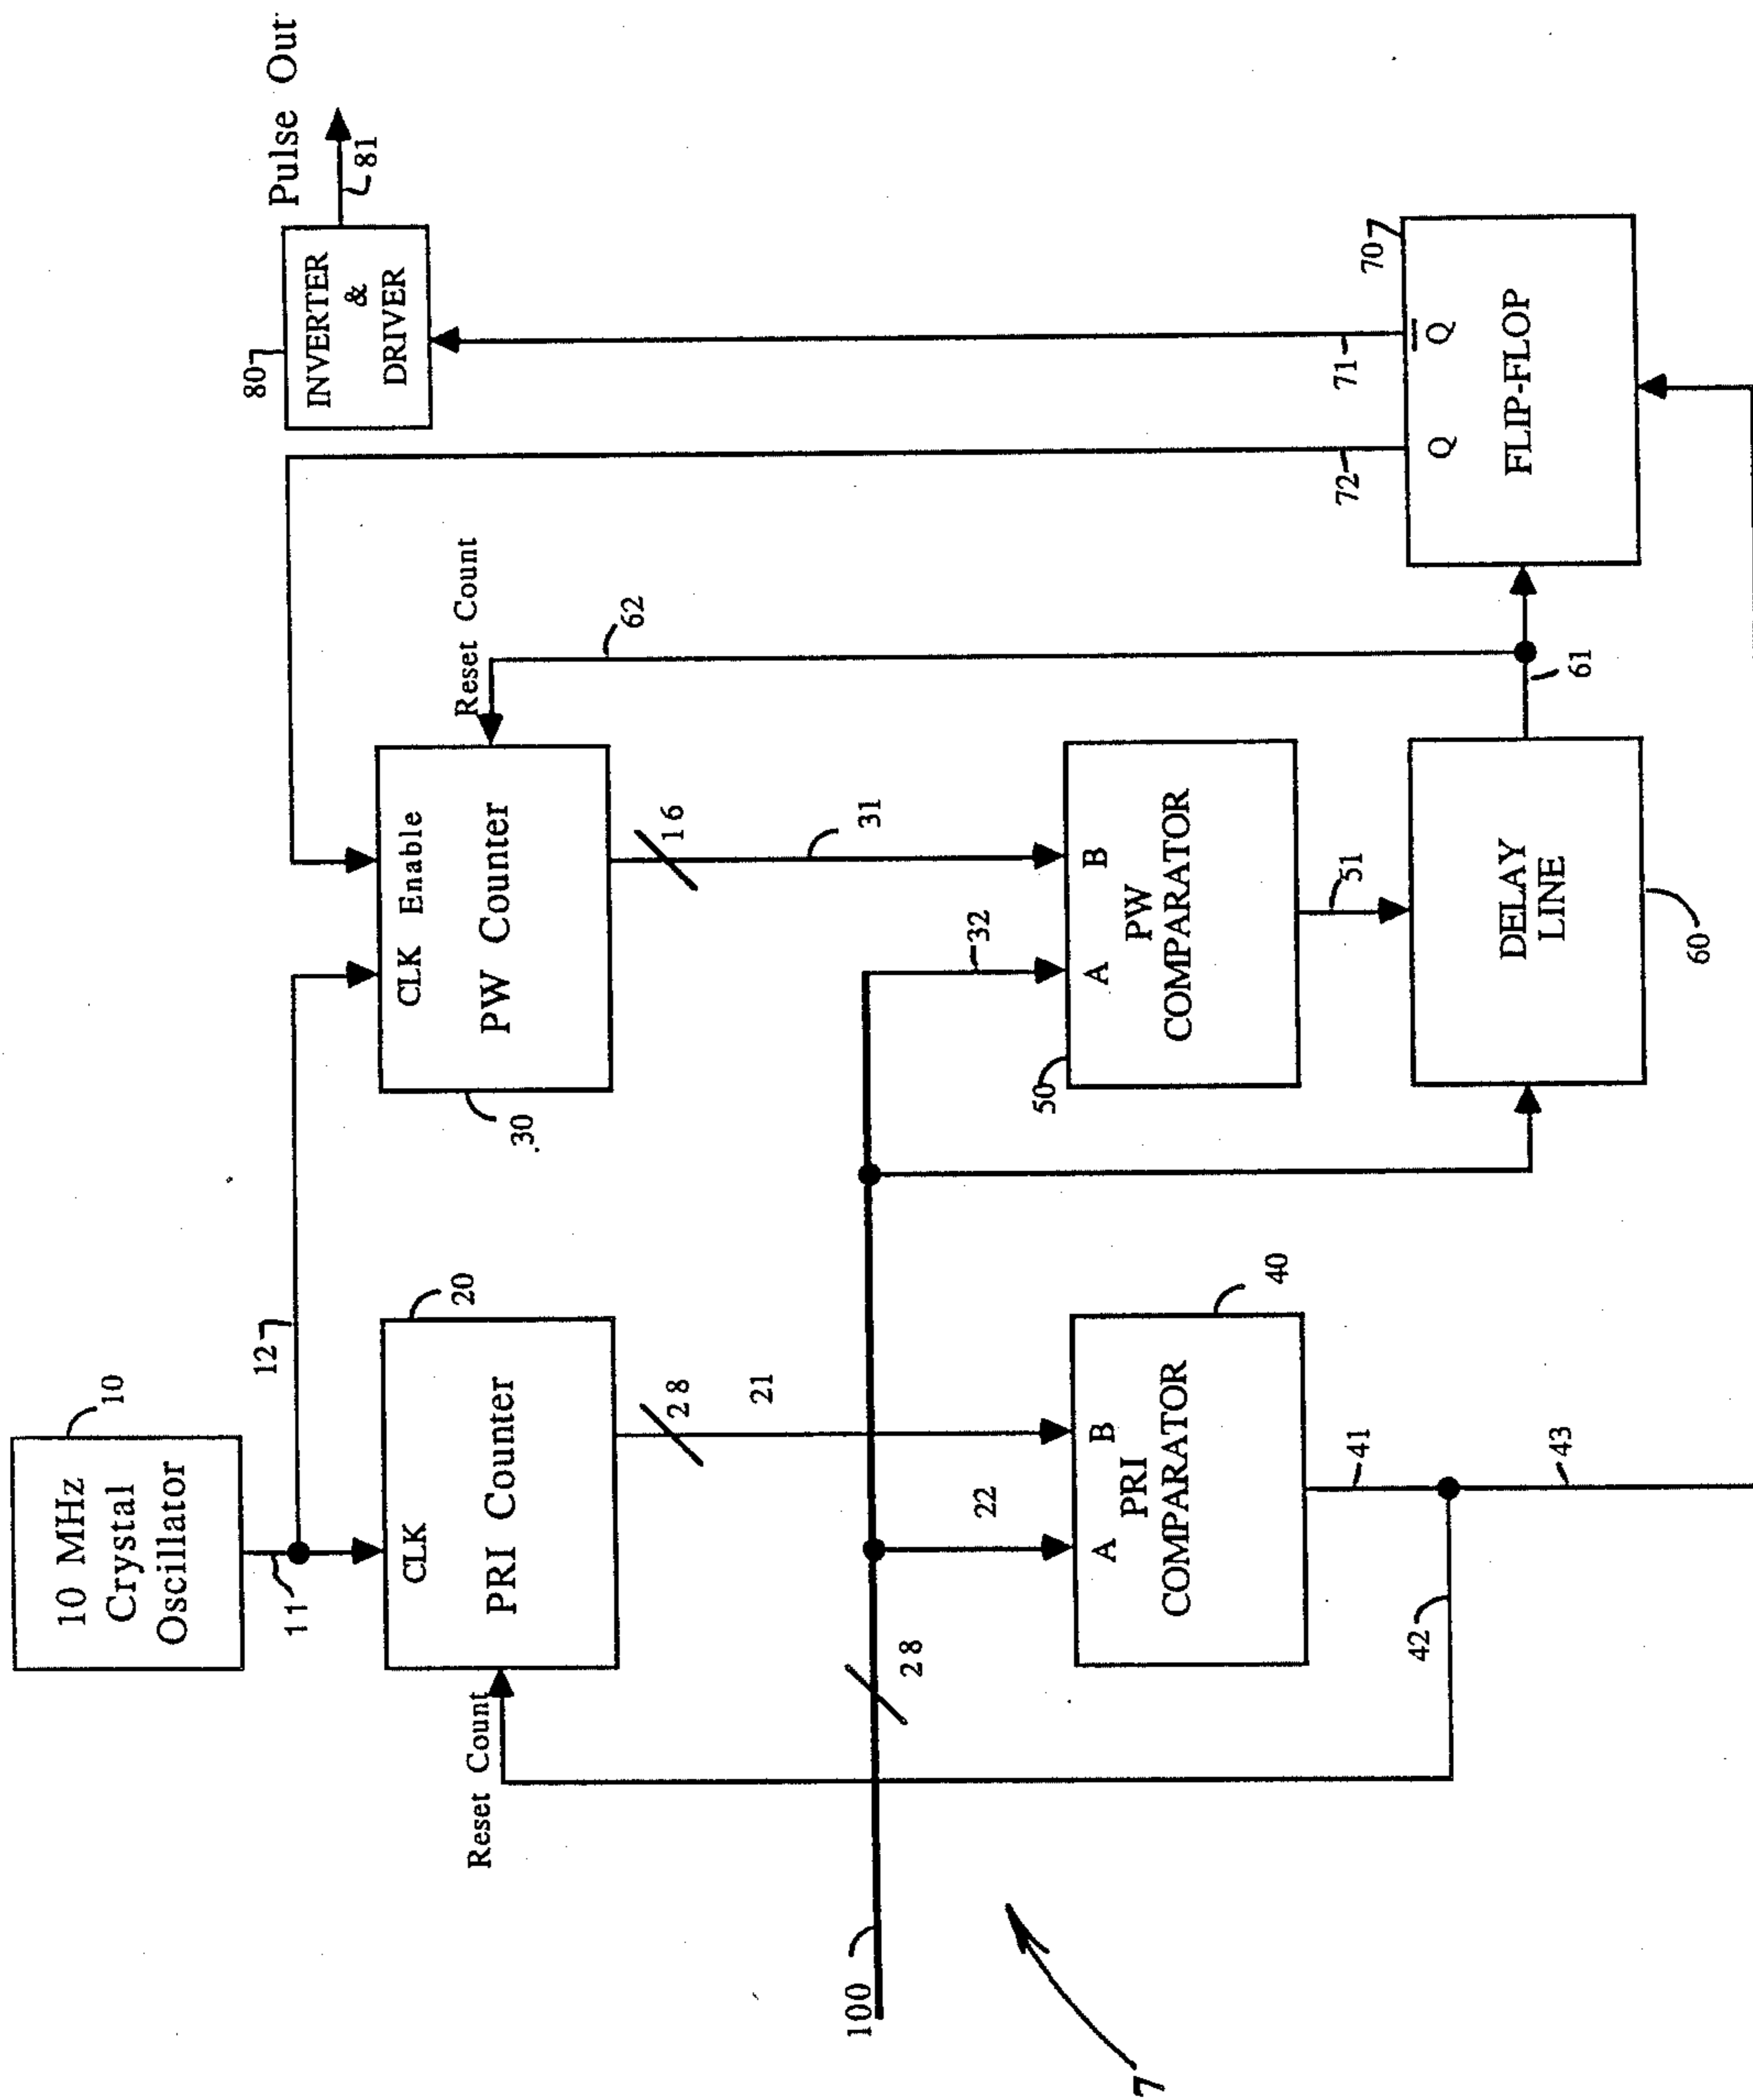 10 MHz
Crystal
Oscillator
10
11
12
CLK
PRI Counter
20
Reset Count
28
21
CLK Enable
PW Counter
30
Reset Count
62
16
31
INVERTER
&
DRIVER
80
Pulse Out
81
100
28
22
32
A B
PRI
COMPARATOR
40
41
42
43
A B
PW
COMPARATOR
50
51
DELAY
LINE
60
61
Q Q̅
FLIP-FLOP
70
71
72
7